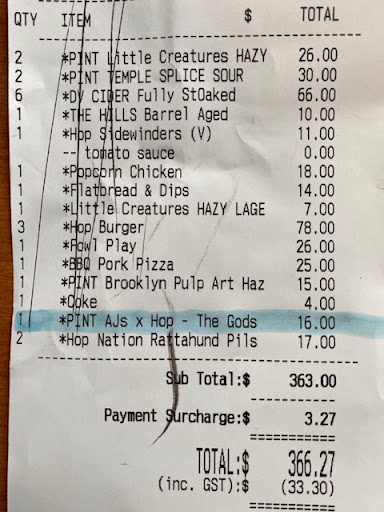 QTY ITEM $ TOTAL
2 *PINT Little Creatures HAZY 26.00
2 *PINT TEMPLE SPLICE SOUR 30.00
6 *DV CIDER Fully StOaked 66.00
1 *THE HILLS Barrel Aged 10.00
1 *Hop Sidewinders (V) 11.00
-- tomato sauce 0.00
1 *Popcorn Chicken 18.00
1 *Flatbread & Dips 14.00
1 *Little Creatures HAZY LAGE 7.00
3 *Hop Burger 78.00
1 *Fowl Play 26.00
1 *BBQ Pork Pizza 25.00
1 *PINT Brooklyn Pulp Art Haz 15.00
1 *Coke 4.00
1 *PINT AJs x Hop - The Gods 16.00
2 *Hop Nation Rattahund Pils 17.00
Sub Total:$ 363.00
Payment Surcharge:$ 3.27
TOTAL:$ 366.27
(inc. GST):$ (33.30)